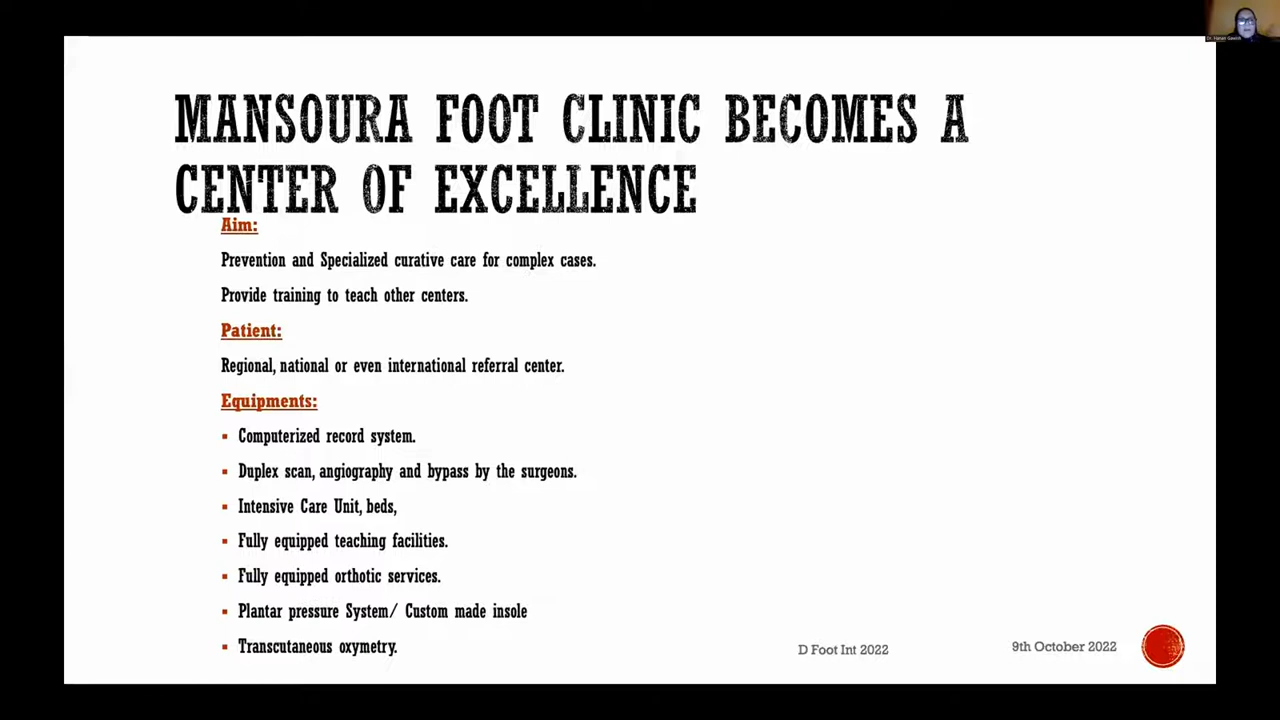 Dr. Hanan Gawish
MANSOURA FOOT CLINIC BECOMES A
CENTER OF EXCELLENCE
Aim:
Prevention and Specialized curative care for complex cases.
Provide training to teach other centers.
Patient:
Regional, national or even international referral center.
Equipments:
▪ Computerized record system.
▪ Duplex scan, angiography and bypass by the surgeons.
▪ Intensive Care Unit, beds,
▪ Fully equipped teaching facilities.
▪ Fully equipped orthotic services.
▪ Plantar pressure System/ Custom made insole
▪ Transcutaneous oxymetry.
D Foot Int 2022
9th October 2022